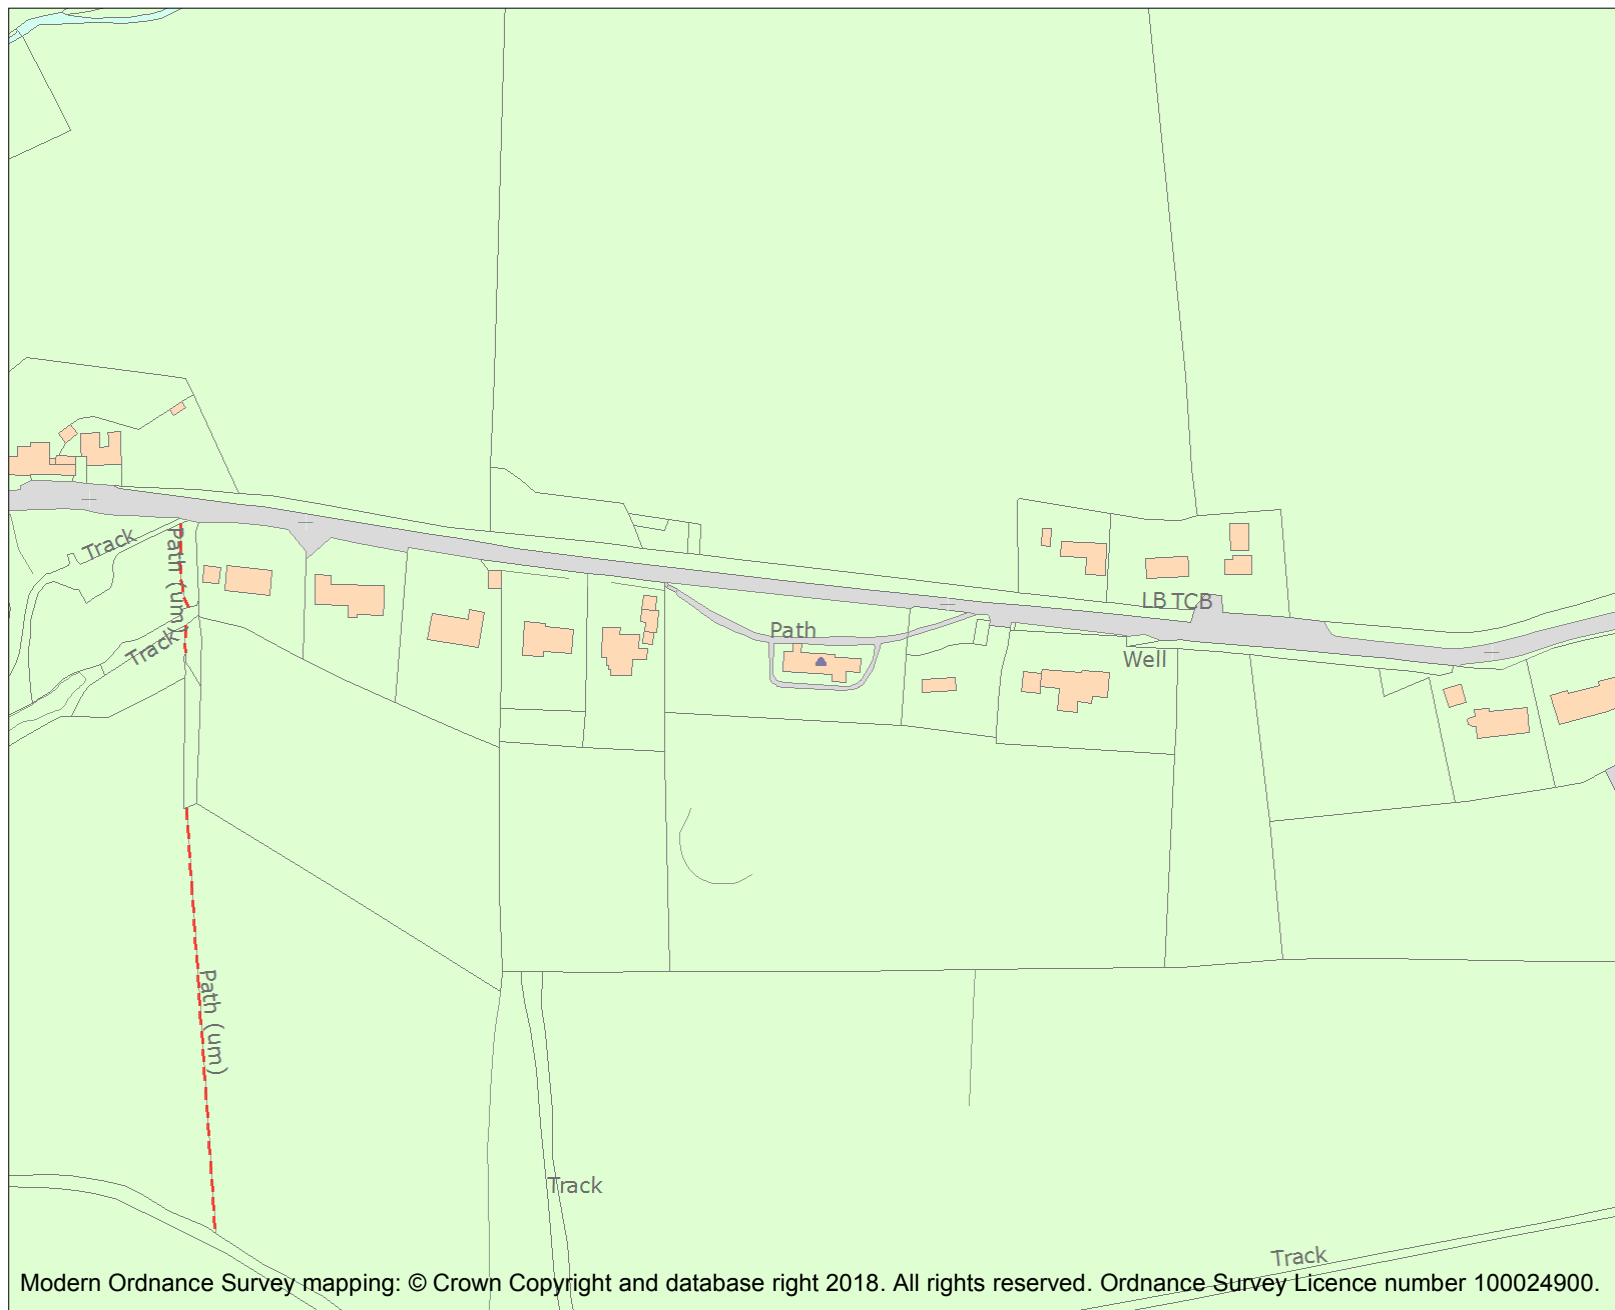 Track
Path (um)
Track
Path
LB TCB
Well
Path (um)
Track
Track
Modern Ordnance Survey mapping: © Crown Copyright and database right 2018. All rights reserved. Ordnance Survey Licence number 100024900.